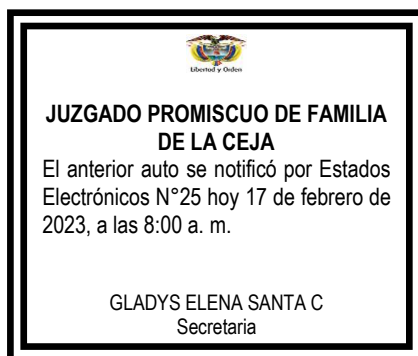 Libertad y Orden
JUZGADO PROMISCUO DE FAMILIA
DE LA CEJA
El anterior auto se notificó por Estados
Electrónicos N°25 hoy 17 de febrero de
2023, a las 8:00 a. m.
GLADYS ELENA SANTA C
Secretaria